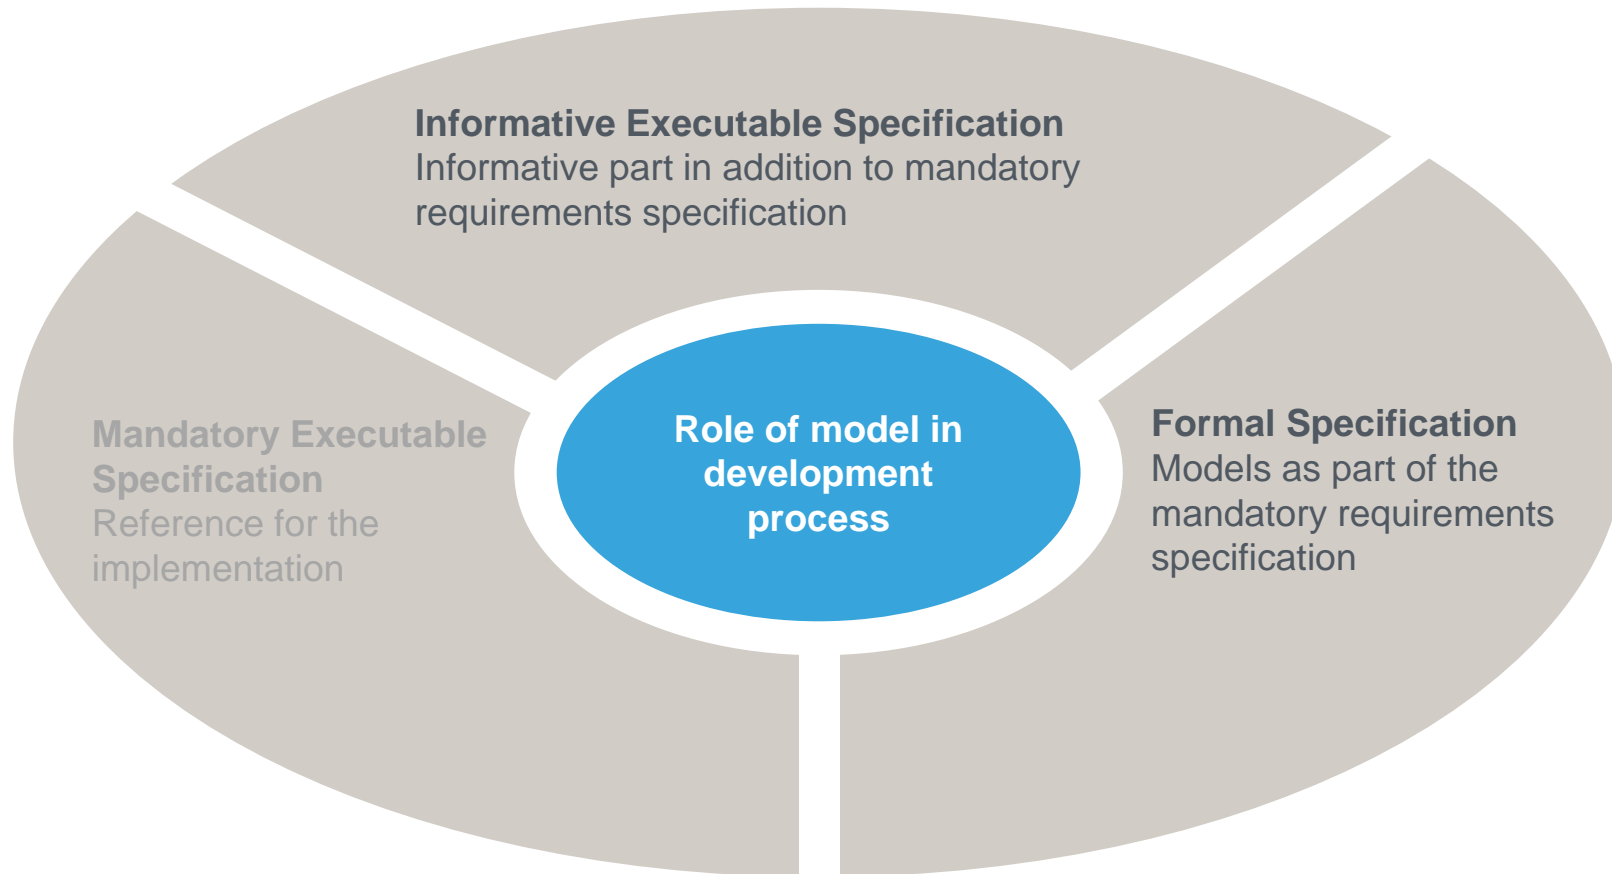 Informative Executable Specification
Informative part in addition to mandatory
requirements specification
Mandatory Executable
Specification
Reference for the
implementation
Role of model in
development
process
Formal Specification
Models as part of the
mandatory requirements
specification